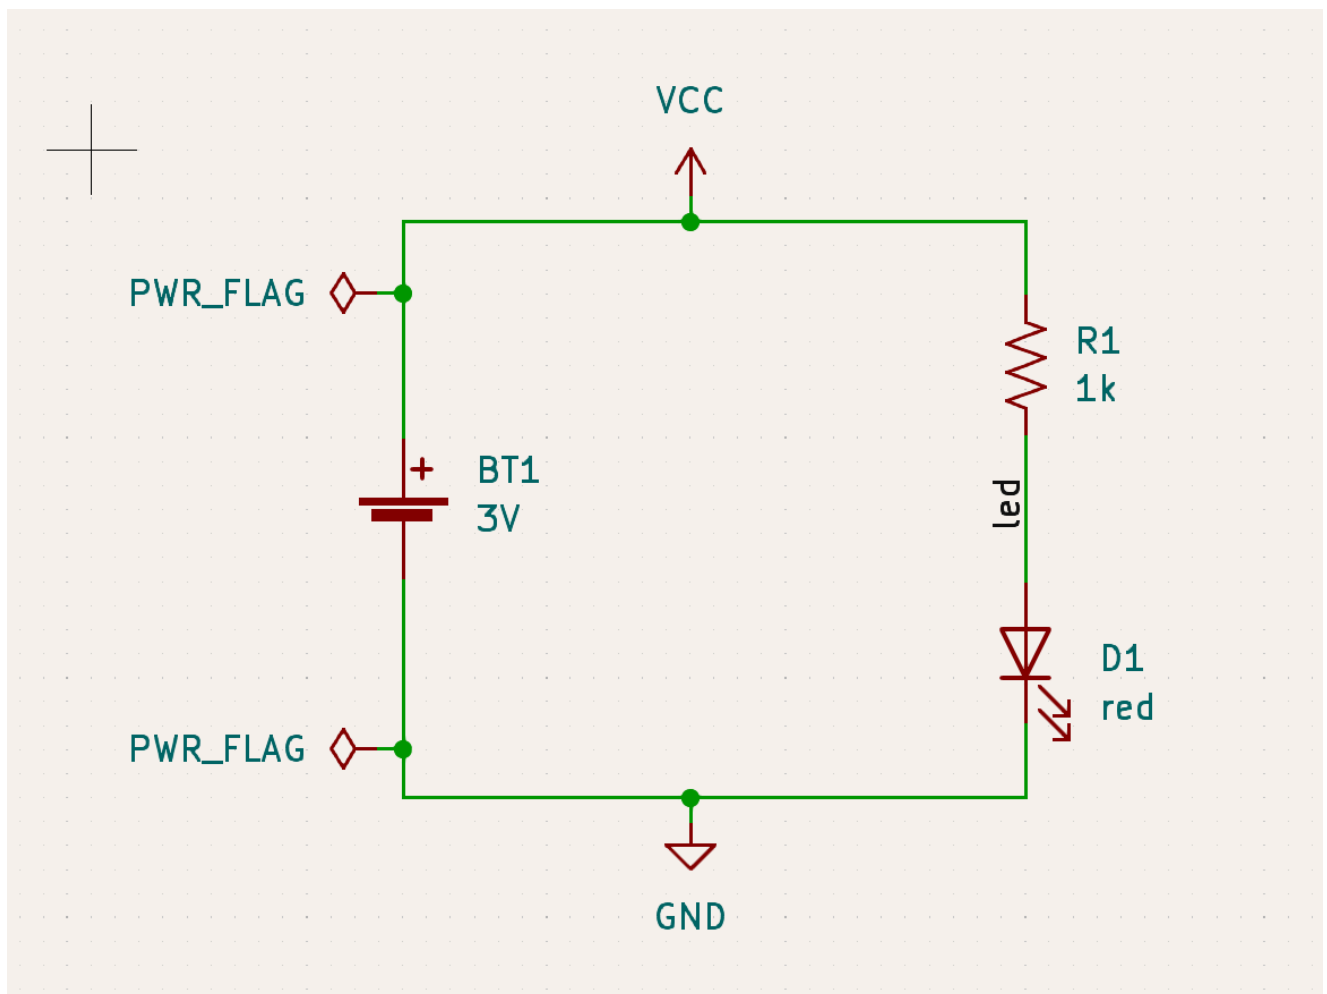 VCC
PWR_FLAG
R1
1k
BT1
3V
led
D1
red
PWR_FLAG
GND